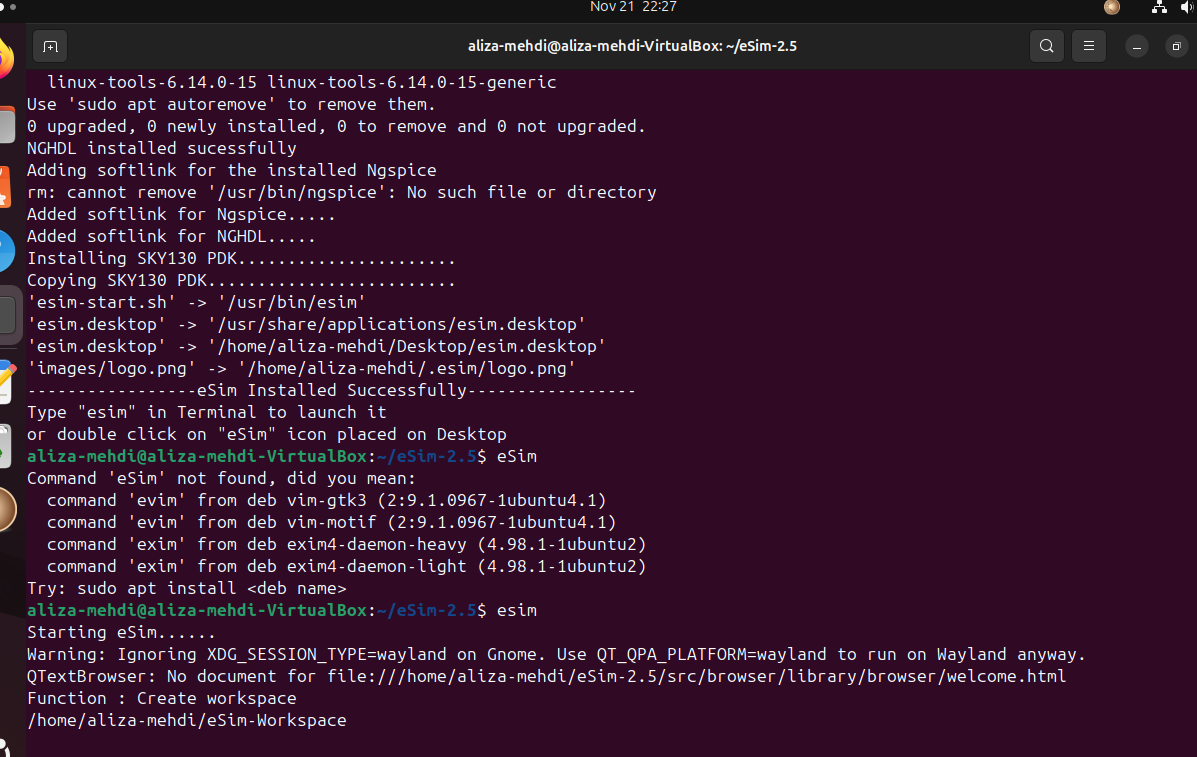 Nov 21 22:27
aliza-mehdi@aliza-mehdi-VirtualBox: ~/eSim-2.5
linux-tools-6.14.0-15 linux-tools-6.14.0-15-generic
Use 'sudo apt autoremove' to remove them.
0 upgraded, 0 newly installed, 0 to remove and 0 not upgraded.
NGHDL installed sucessfully
Adding softlink for the installed Ngspice
rm: cannot remove '/usr/bin/ngspice': No such file or directory
Added softlink for Ngspice.....
Added softlink for NGHDL.....
Installing SKY130 PDK......................
Copying SKY130 PDK.........................
'esim-start.sh' -> '/usr/bin/esim'
'esim.desktop' -> '/usr/share/applications/esim.desktop'
'esim.desktop' -> '/home/aliza-mehdi/Desktop/esim.desktop'
'images/logo.png' -> '/home/aliza-mehdi/.esim/logo.png'
-----------------eSim Installed Successfully-----------------
Type "esim" in Terminal to launch it
or double click on "eSim" icon placed on Desktop
aliza-mehdi@aliza-mehdi-VirtualBox:~/eSim-2.5$ eSim
Command 'eSim' not found, did you mean:
command 'evim' from deb vim-gtk3 (2:9.1.0967-1ubuntu4.1)
command 'evim' from deb vim-motif (2:9.1.0967-1ubuntu4.1)
command 'exim' from deb exim4-daemon-heavy (4.98.1-1ubuntu2)
command 'exim' from deb exim4-daemon-light (4.98.1-1ubuntu2)
Try: sudo apt install <deb name>
aliza-mehdi@aliza-mehdi-VirtualBox:~/eSim-2.5$ esim
Starting eSim......
Warning: Ignoring XDG_SESSION_TYPE=wayland on Gnome. Use QT_QPA_PLATFORM=wayland to run on Wayland anyway.
QTextBrowser: No document for file:///home/aliza-mehdi/eSim-2.5/src/browser/library/browser/welcome.html
Function : Create workspace
/home/aliza-mehdi/eSim-Workspace